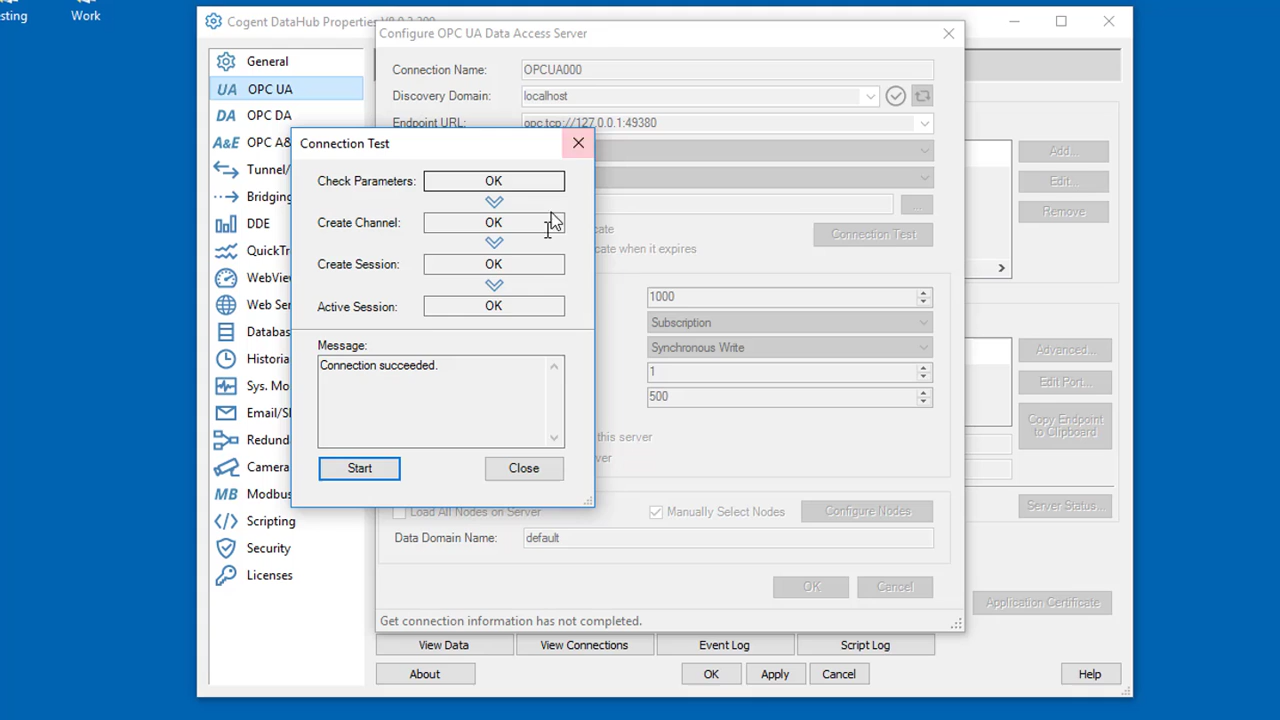 sting
Work
Cogent DataHub Properties
Configure OPC UA Data Access Server
General
UA OPC UA
DA OPC DA
A&E OPC A&
Tunnel/
Bridging
DDE
QuickTr
WebView
Web Ser
Databas
Historia
Sys. Mo
Email/S
Redund
Camera
MB Modbus
Scripting
Security
Licenses
Connection Name: OPCUA000
Discovery Domain: localhost
Endpoint URL: opc.tcp://127.0.0.1:49380
...
cate
cate when it expires
Connection Test
1000
Subscription
Synchronous Write
1
500
this server
ver
Load All Nodes on Server
Manually Select Nodes
Configure Nodes
Data Domain Name: default
OK
Cancel
Get connection information has not completed.
Connection Test
Check Parameters: OK
Create Channel: OK
Create Session: OK
Active Session: OK
Message:
Connection succeeded.
Start
Close
Add...
Edit...
Remove
Advanced...
Edit Port...
Copy Endpoint
to Clipboard
Server Status...
Application Certificate
View Data
View Connections
Event Log
Script Log
About
OK
Apply
Cancel
Help